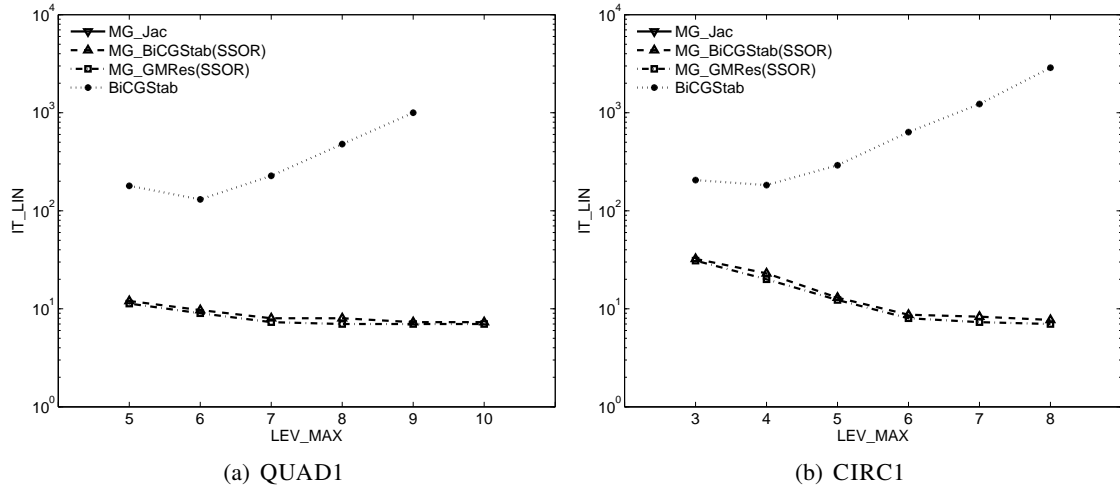 MG_Jac
MG_BiCGStab(SSOR)
MG_GMRes(SSOR)
BiCGStab
10^4
10^3
10^2
10^1
10^0
IT_LIN
5 6 7 8 9 10
LEV_MAX
(a) QUAD1
MG_Jac
MG_BiCGStab(SSOR)
MG_GMRes(SSOR)
BiCGStab
10^4
10^3
10^2
10^1
10^0
IT_LIN
3 4 5 6 7 8
LEV_MAX
(b) CIRC1